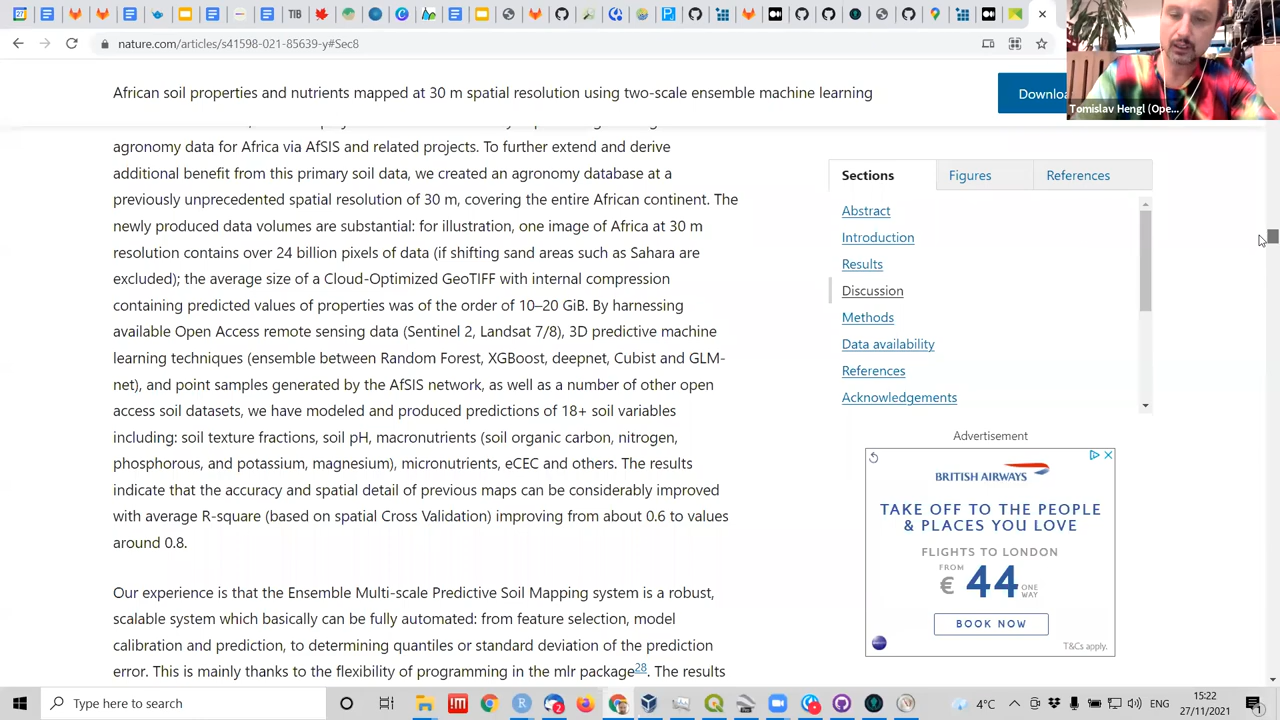 nature.com/articles/s41598-021-85639-y#Sec8
African soil properties and nutrients mapped at 30 m spatial resolution using two-scale ensemble machine learning
Downloa
Tomislav Hengl (Ope...
agronomy data for Africa via AfSIS and related projects. To further extend and derive
additional benefit from this primary soil data, we created an agronomy database at a
previously unprecedented spatial resolution of 30 m, covering the entire African continent. The
newly produced data volumes are substantial: for illustration, one image of Africa at 30 m
resolution contains over 24 billion pixels of data (if shifting sand areas such as Sahara are
excluded); the average size of a Cloud-Optimized GeoTIFF with internal compression
containing predicted values of properties was of the order of 10–20 GiB. By harnessing
available Open Access remote sensing data (Sentinel 2, Landsat 7/8), 3D predictive machine
learning techniques (ensemble between Random Forest, XGBoost, deepnet, Cubist and GLM-
net), and point samples generated by the AfSIS network, as well as a number of other open
access soil datasets, we have modeled and produced predictions of 18+ soil variables
including: soil texture fractions, soil pH, macronutrients (soil organic carbon, nitrogen,
phosphorous, and potassium, magnesium), micronutrients, eCEC and others. The results
indicate that the accuracy and spatial detail of previous maps can be considerably improved
with average R-square (based on spatial Cross Validation) improving from about 0.6 to values
around 0.8.
Our experience is that the Ensemble Multi-scale Predictive Soil Mapping system is a robust,
scalable system which basically can be fully automated: from feature selection, model
calibration and prediction, to determining quantiles or standard deviation of the prediction
error. This is mainly thanks to the flexibility of programming in the mlr package28. The results
Sections
Figures
References
Abstract
Introduction
Results
Discussion
Methods
Data availability
References
Acknowledgements
Advertisement
BRITISH AIRWAYS
TAKE OFF TO THE PEOPLE
& PLACES YOU LOVE
FLIGHTS TO LONDON
FROM
€ 44 ONE WAY
BOOK NOW
T&Cs apply.
Type here to search
4°C
ENG
15:22
27/11/2021